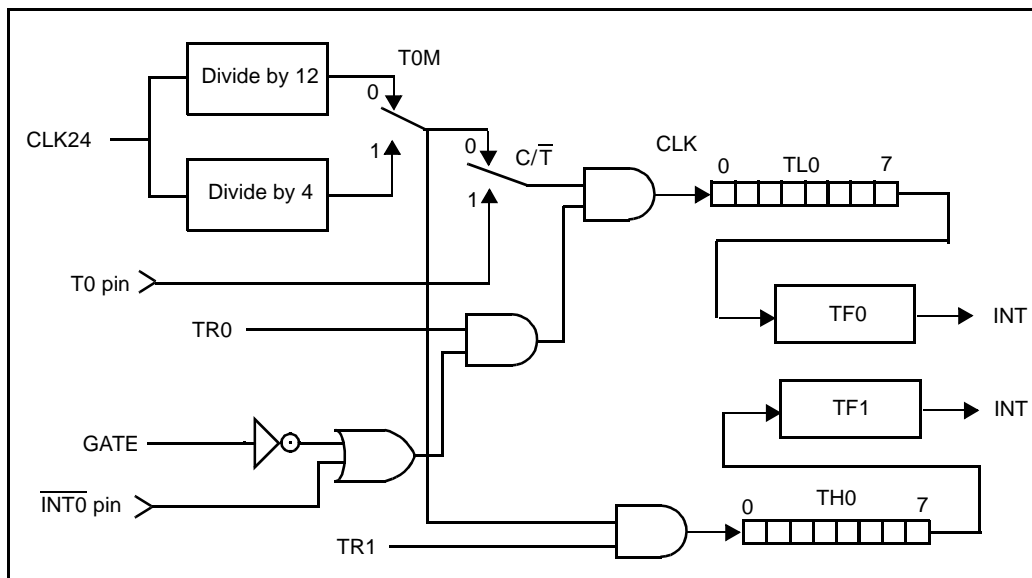 Divide by 12
T0M
0
CLK24
1
0
C/T̅
CLK
0 TL0 7
Divide by 4
1
T0 pin
TR0
TF0
INT
TF1
INT
GATE
I̅N̅T̅0̅ pin
0 TH0 7
TR1